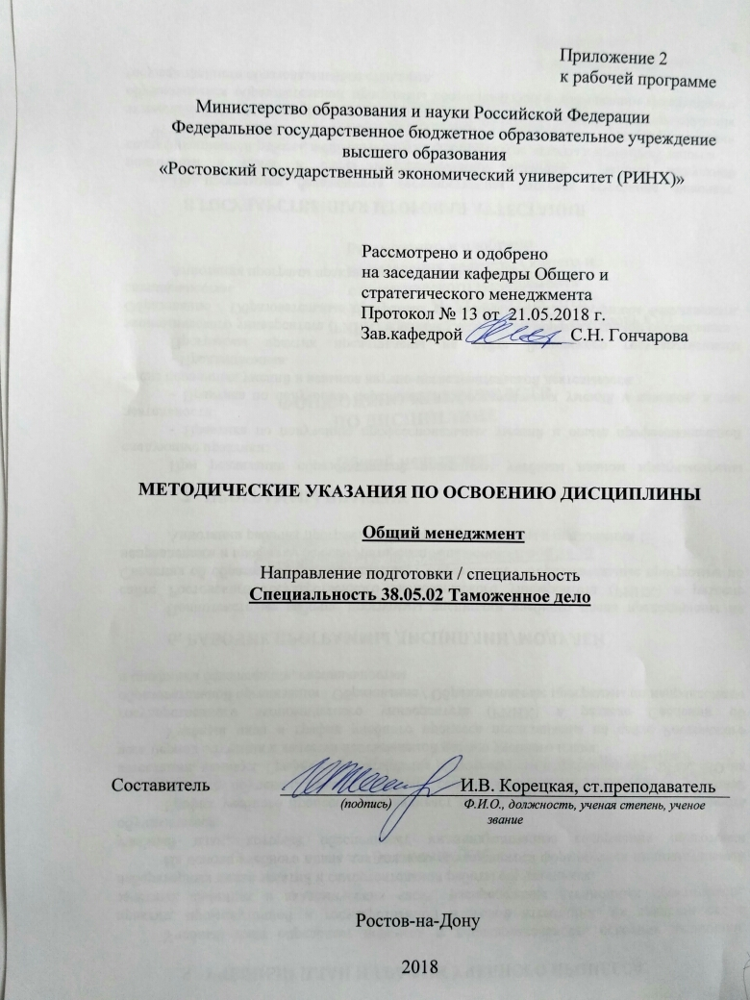 Приложение 2
к рабочей программе
Министерство образования и науки Российской Федерации
Федеральное государственное бюджетное образовательное учреждение
высшего образования
«Ростовский государственный экономический университет (РИНХ)»
Рассмотрено и одобрено
на заседании кафедры Общего и
стратегического менеджмента
Протокол № 13 от 21.05.2018 г.
Зав.кафедрой С.Н. Гончарова
МЕТОДИЧЕСКИЕ УКАЗАНИЯ ПО ОСВОЕНИЮ ДИСЦИПЛИНЫ
Общий менеджмент
Направление подготовки / специальность
Специальность 38.05.02 Таможенное дело
Составитель И.В. Корецкая, ст.преподаватель
(подпись) Ф.И.О., должность, ученая степень, ученое
звание
Ростов-на-Дону
2018